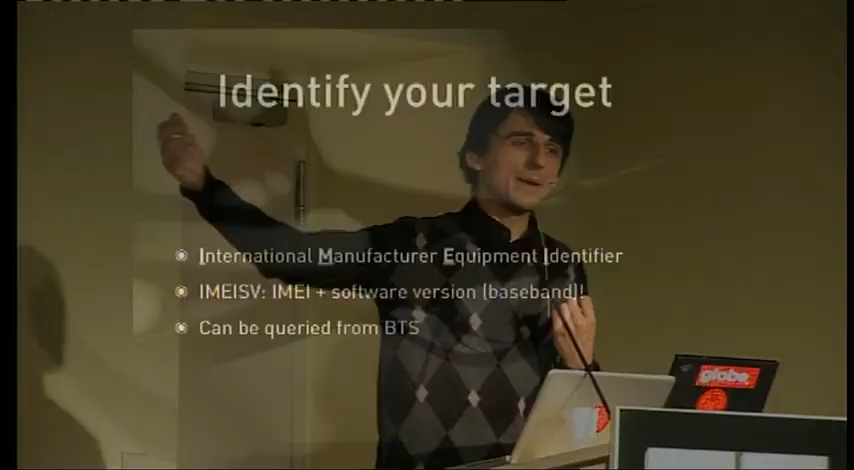 Identify your target
International Manufacturer Equipment Identifier
IMEISV: IMEI + software version (baseband)!
Can be queried from BTS
globe